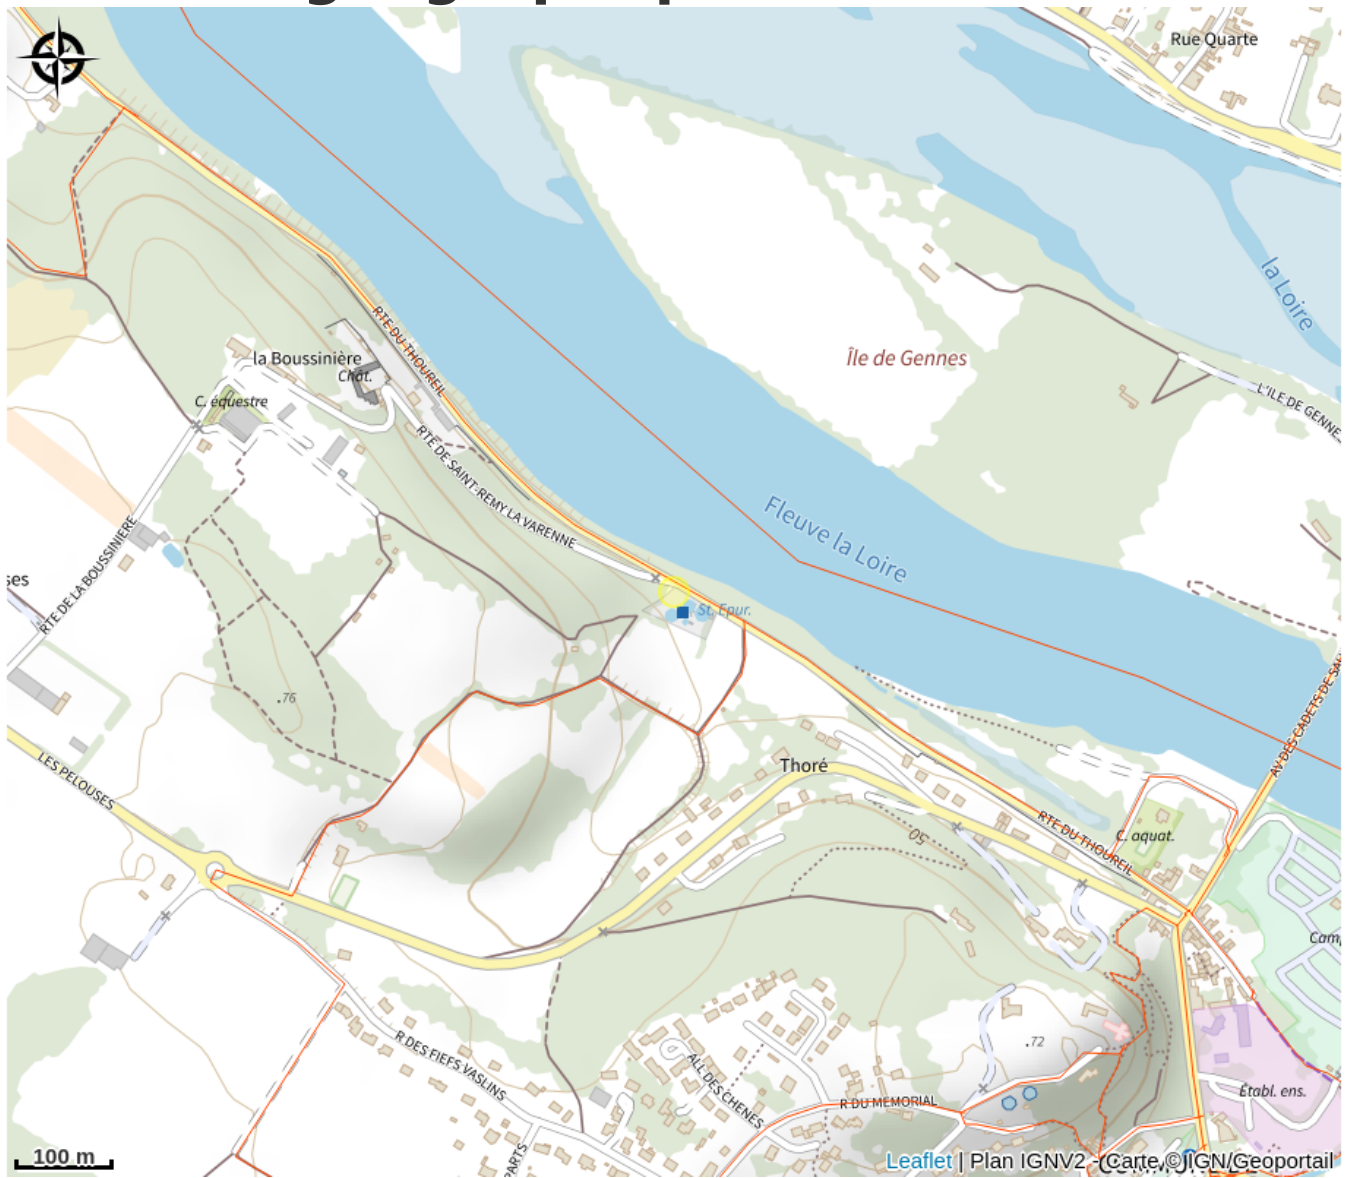 Rue Quarte
la Loire
Île de Gennes
RTE DU THOUREIL
la Boussinière
Chât.
C. équestre
L'ILE DE GENNE
RTE DE SAINT-REMY LA VARENNE
Fleuve la Loire
RTE DE LA BOUSSINIERE
ses
St. Epur.
.76
AV DES CADETS DE SAU
LES PELOUSES
Thoré
50
RTE DU THOUREIL
C. aquat.
Cam
R DES FIEFS VASLINS
.72
ALL DES CHENES
R DU MEMORIAL
Établ. ens.
PARTS
100 m
Leaflet | Plan IGNV2 - Carte © IGN/Geoportail